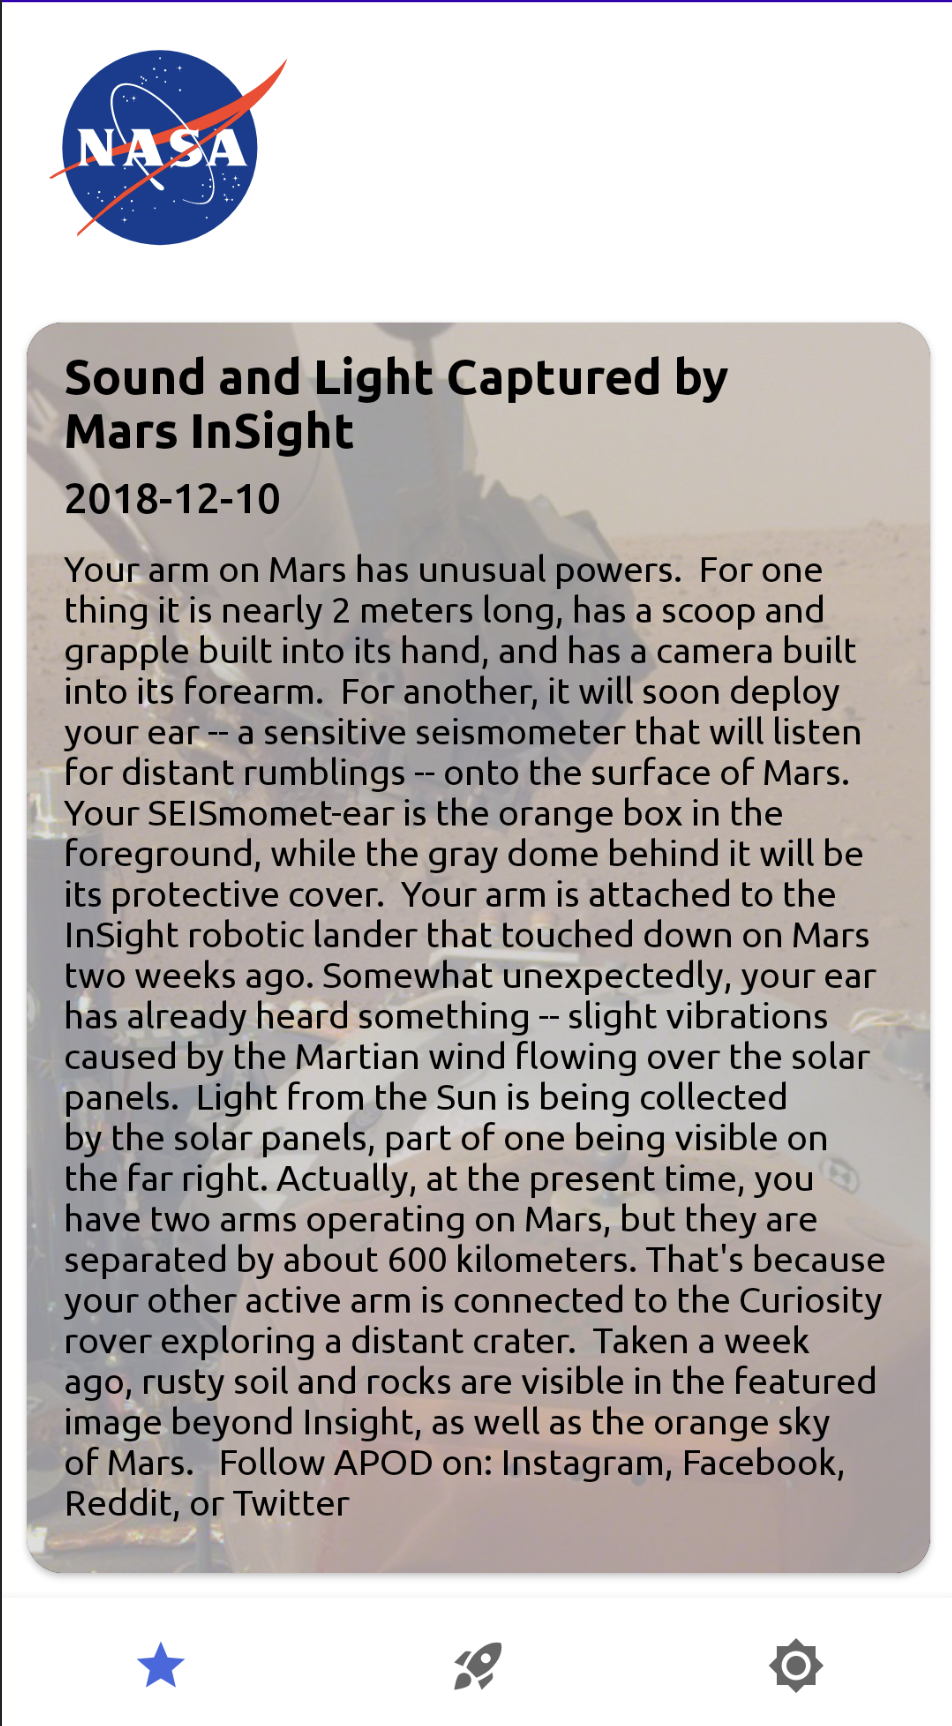 NASA
Sound and Light Captured by
Mars InSight
2018-12-10
Your arm on Mars has unusual powers.  For one
thing it is nearly 2 meters long, has a scoop and
grapple built into its hand, and has a camera built
into its forearm.  For another, it will soon deploy
your ear -- a sensitive seismometer that will listen
for distant rumblings -- onto the surface of Mars.
Your SEISmomet-ear is the orange box in the
foreground, while the gray dome behind it will be
its protective cover.  Your arm is attached to the
InSight robotic lander that touched down on Mars
two weeks ago. Somewhat unexpectedly, your ear
has already heard something -- slight vibrations
caused by the Martian wind flowing over the solar
panels.  Light from the Sun is being collected
by the solar panels, part of one being visible on
the far right. Actually, at the present time, you
have two arms operating on Mars, but they are
separated by about 600 kilometers. That's because
your other active arm is connected to the Curiosity
rover exploring a distant crater.  Taken a week
ago, rusty soil and rocks are visible in the featured
image beyond Insight, as well as the orange sky
of Mars.   Follow APOD on: Instagram, Facebook,
Reddit, or Twitter